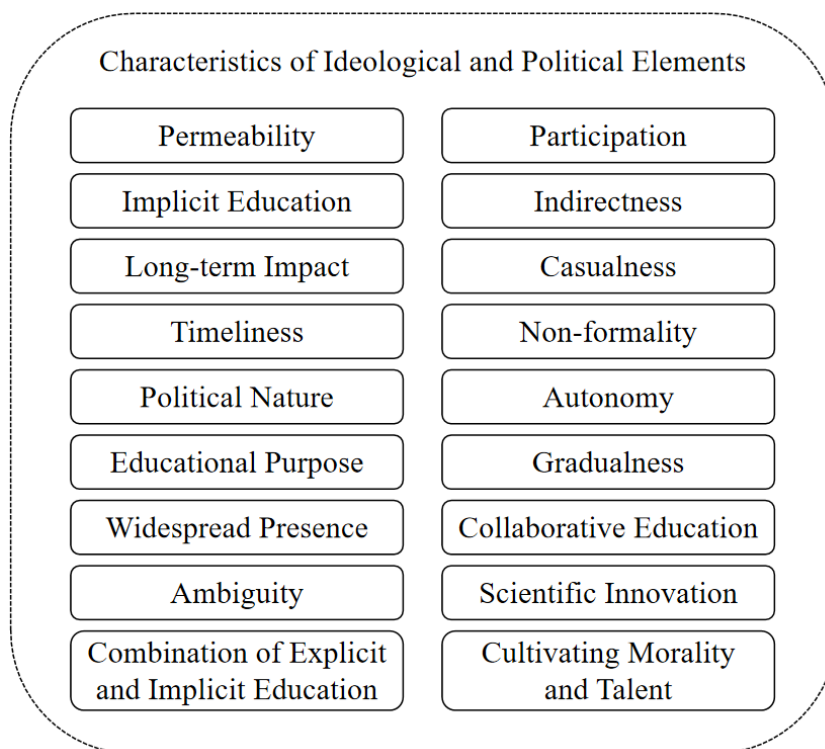 Characteristics of Ideological and Political Elements
Permeability
Participation
Implicit Education
Indirectness
Long-term Impact
Casualness
Timeliness
Non-formality
Political Nature
Autonomy
Educational Purpose
Gradualness
Widespread Presence
Collaborative Education
Ambiguity
Scientific Innovation
Combination of Explicit
and Implicit Education
Cultivating Morality
and Talent